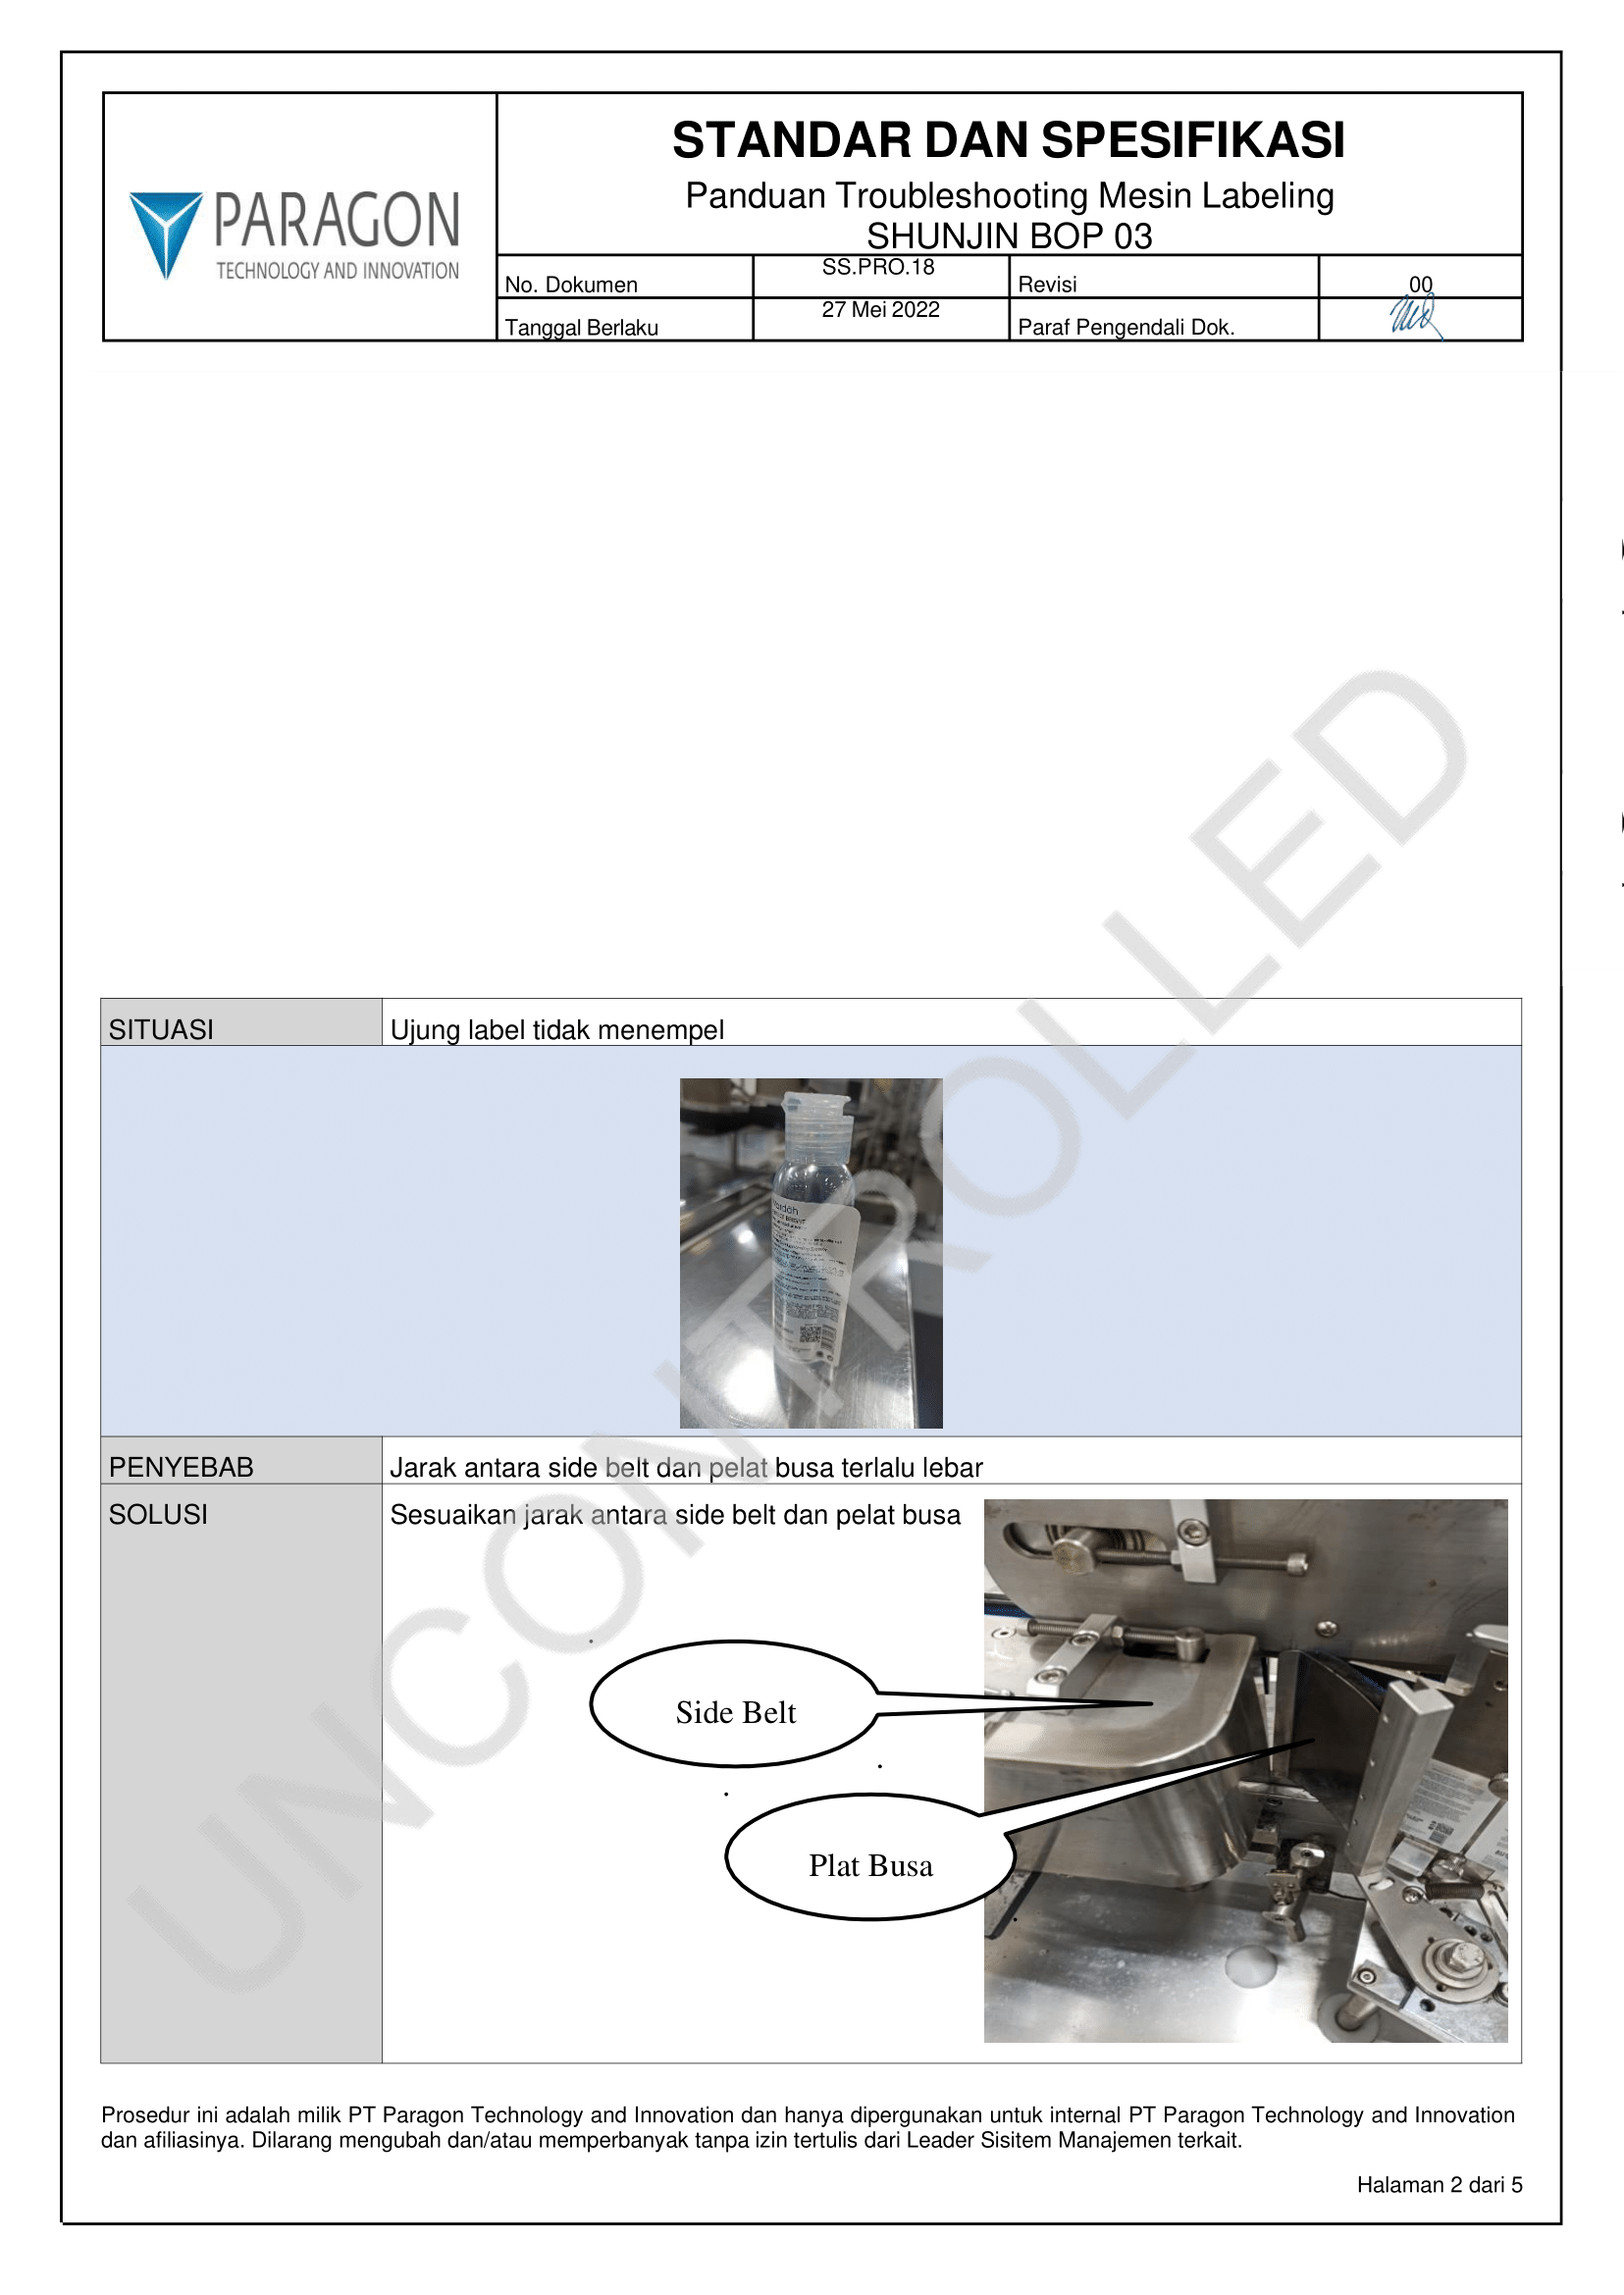 PARAGON
TECHNOLOGY AND INNOVATION
STANDAR DAN SPESIFIKASI
Panduan Troubleshooting Mesin Labeling
SHUNJIN BOP 03
No. Dokumen
SS.PRO.18
Revisi
00
Tanggal Berlaku
27 Mei 2022
Paraf Pengendali Dok.
SITUASI
Ujung label tidak menempel
PENYEBAB
Jarak antara side belt dan pelat busa terlalu lebar
SOLUSI
Sesuaikan jarak antara side belt dan pelat busa
Side Belt
Plat Busa
UNCONTROLLED
Prosedur ini adalah milik PT Paragon Technology and Innovation dan hanya dipergunakan untuk internal PT Paragon Technology and Innovation
dan afiliasinya. Dilarang mengubah dan/atau memperbanyak tanpa izin tertulis dari Leader Sisitem Manajemen terkait.
Halaman 2 dari 5